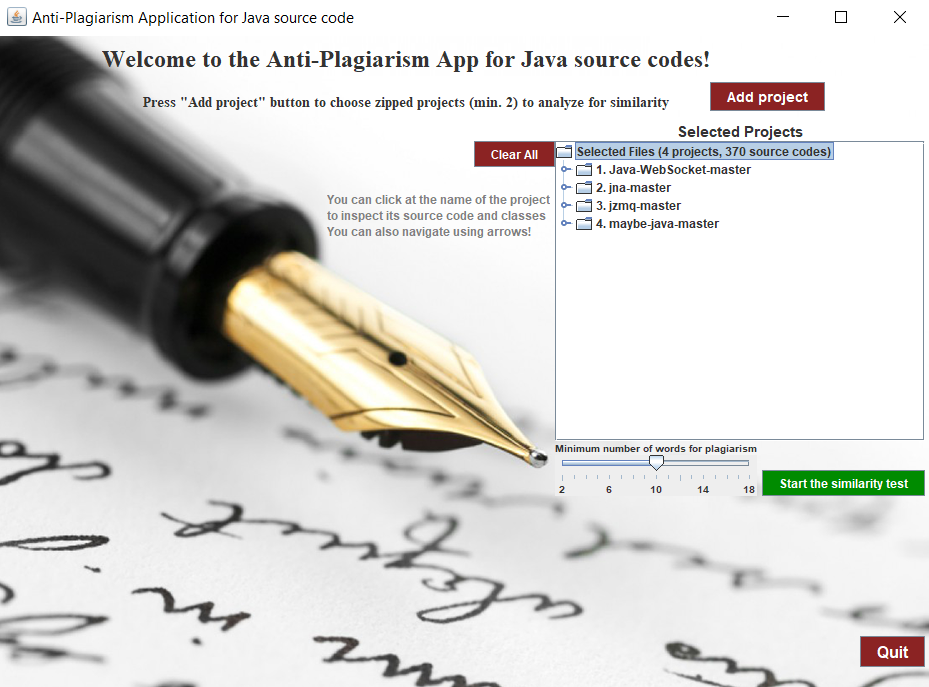 Anti-Plagiarism Application for Java source code
Welcome to the Anti-Plagiarism App for Java source codes!
Press "Add project" button to choose zipped projects (min. 2) to analyze for similarity
Add project
Selected Projects
Clear All
Selected Files (4 projects, 370 source codes)
1. Java-WebSocket-master
2. jna-master
3. jzmq-master
4. maybe-java-master
You can click at the name of the project
to inspect its source code and classes
You can also navigate using arrows!
Minimum number of words for plagiarism
2 6 10 14 18
Start the similarity test
Quit